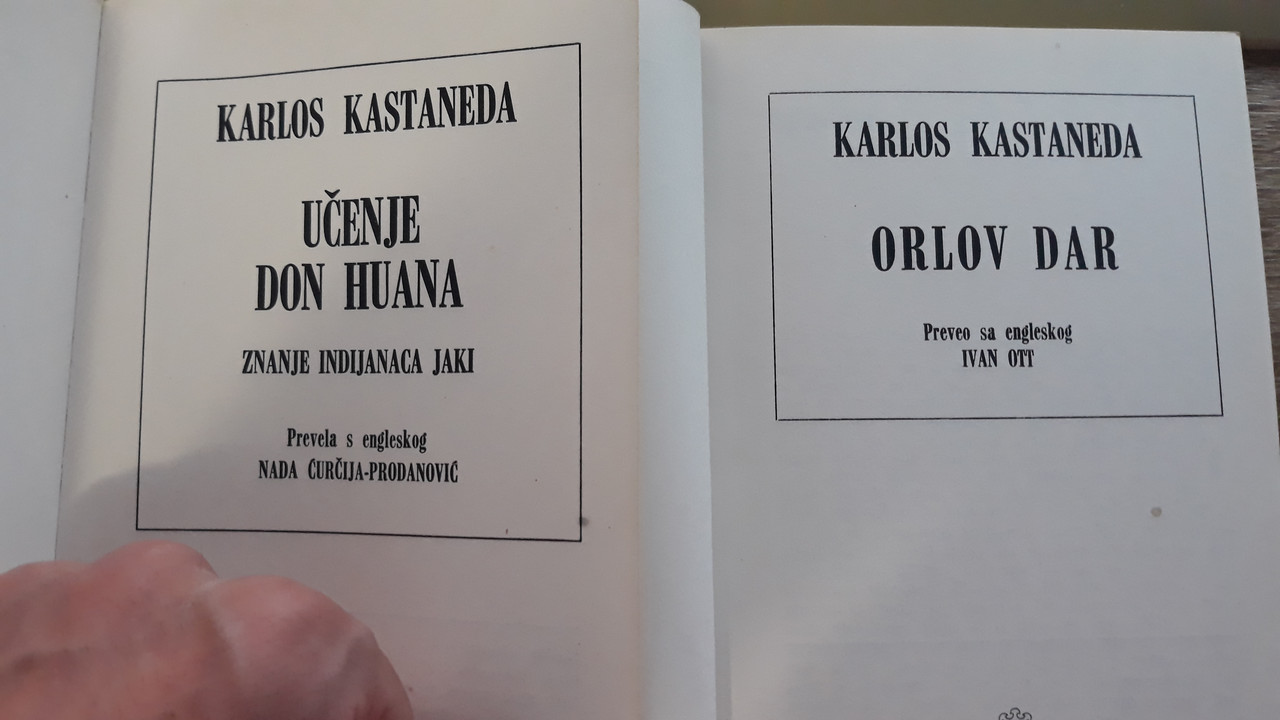 KARLOS KASTANEDA
UČENJE
DON HUANA
ZNANJE INDIJANACA JAKI
Prevela s engleskog
NADA ĆURČIJA-PRODANOVIĆ
KARLOS KASTANEDA
ORLOV DAR
Preveo sa engleskog
IVAN OTT